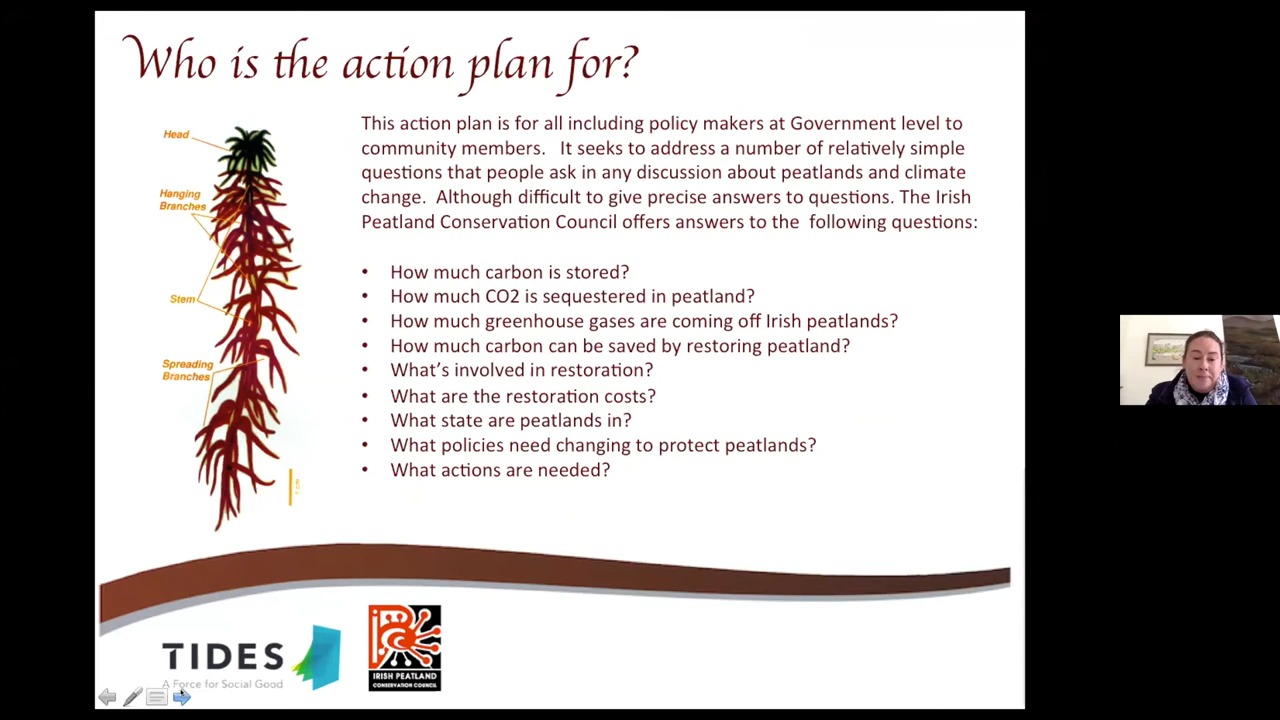 Who is the action plan for?
Head
Hanging
Branches
Stem
Spreading
Branches
1 cm
This action plan is for all including policy makers at Government level to
community members. It seeks to address a number of relatively simple
questions that people ask in any discussion about peatlands and climate
change. Although difficult to give precise answers to questions. The Irish
Peatland Conservation Council offers answers to the following questions:
• How much carbon is stored?
• How much CO2 is sequestered in peatland?
• How much greenhouse gases are coming off Irish peatlands?
• How much carbon can be saved by restoring peatland?
• What's involved in restoration?
• What are the restoration costs?
• What state are peatlands in?
• What policies need changing to protect peatlands?
• What actions are needed?
TIDES
A Force for Social Good
IPCC
IRISH PEATLAND
CONSERVATION COUNCIL